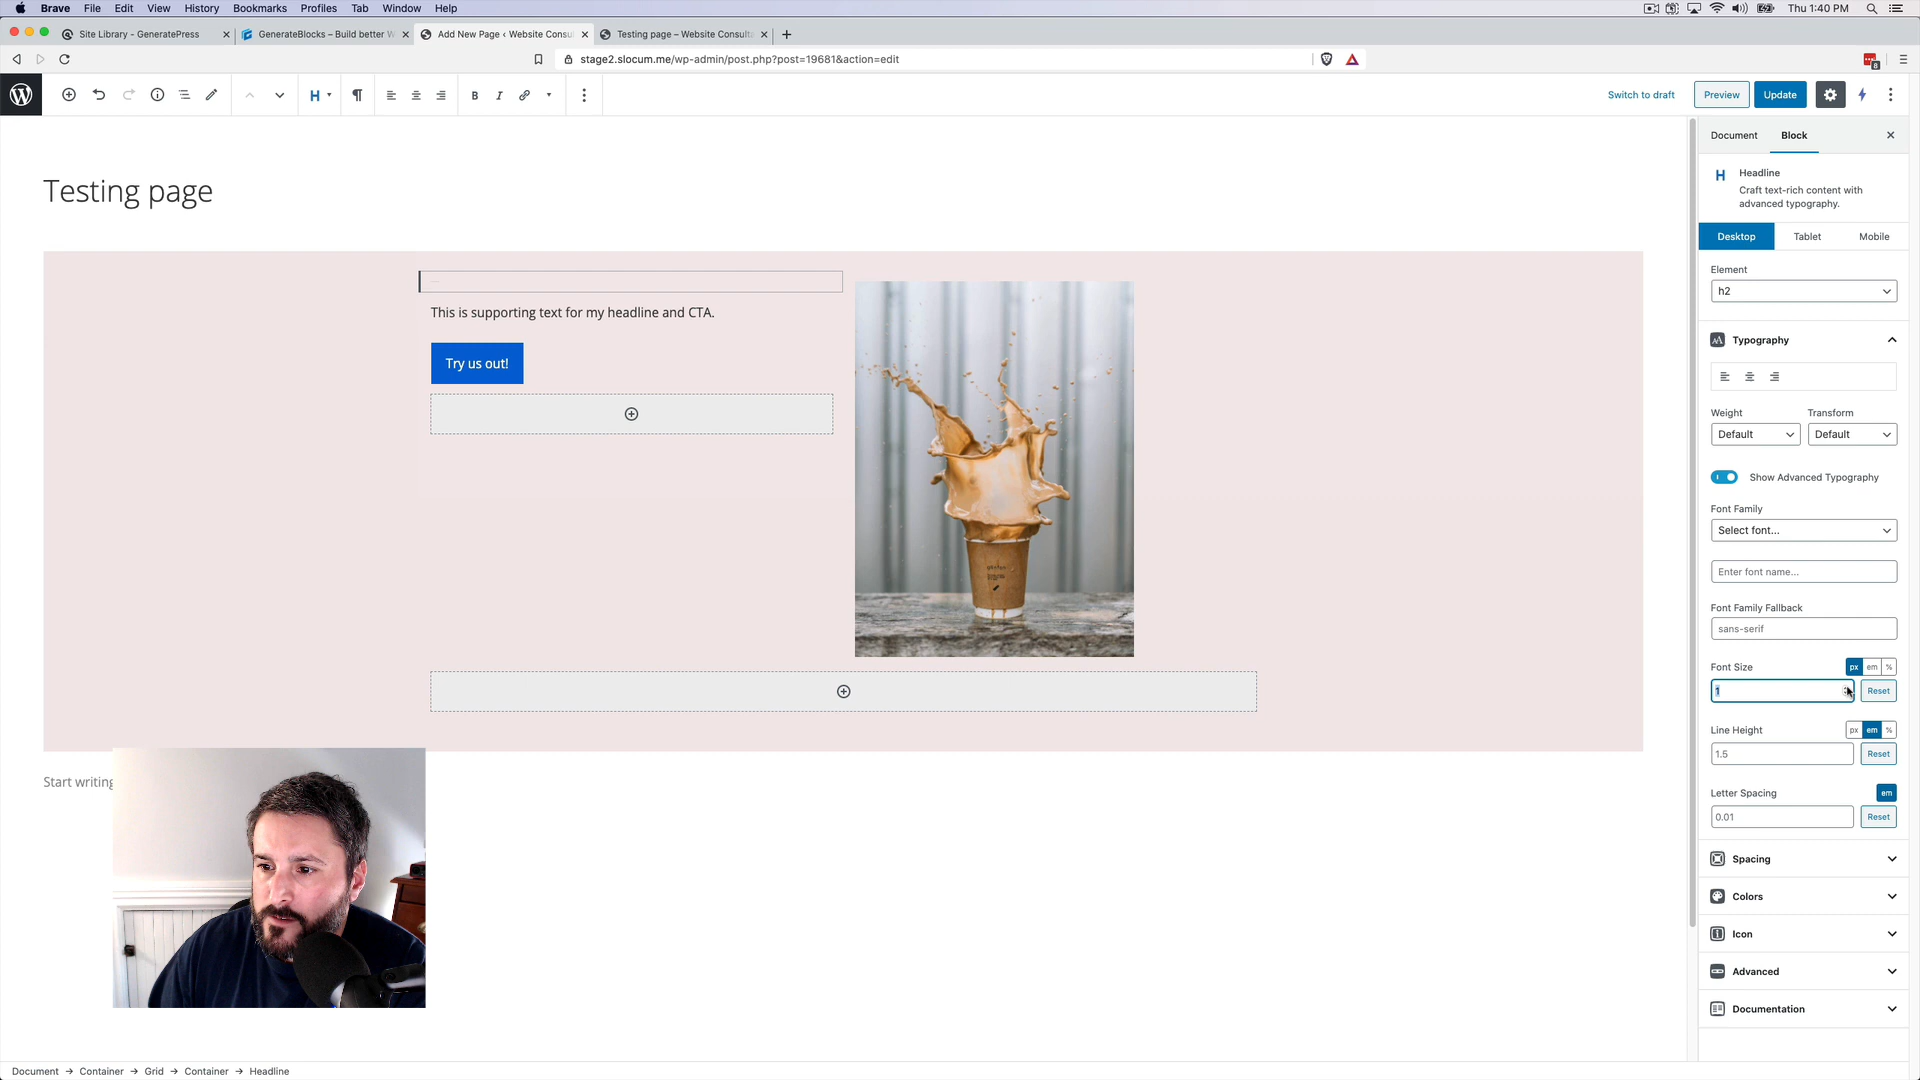 Brave File Edit View History Bookmarks Profiles Tab Window Help Thu 1:40 PM
Site Library - GeneratePress
GenerateBlocks – Build better W
Add New Page ‹ Website Consu
Testing page – Website Consulta
stage2.slocum.me/wp-admin/post.php?post=19681&action=edit
8
H B I Switch to draft Preview Update
Document Block
H Headline
Craft text-rich content with
advanced typography.
Desktop Tablet Mobile
Element
h2
Typography
Weight Transform
Default Default
Show Advanced Typography
Font Family
Select font...
Enter font name...
Font Family Fallback
sans-serif
Font Size px em %
1 Reset
Line Height px em %
1.5 Reset
Letter Spacing em
0.01 Reset
Spacing
Colors
Icon
Advanced
Documentation
Testing page
This is supporting text for my headline and CTA.
Try us out!
Start writing
Document → Container → Grid → Container → Headline